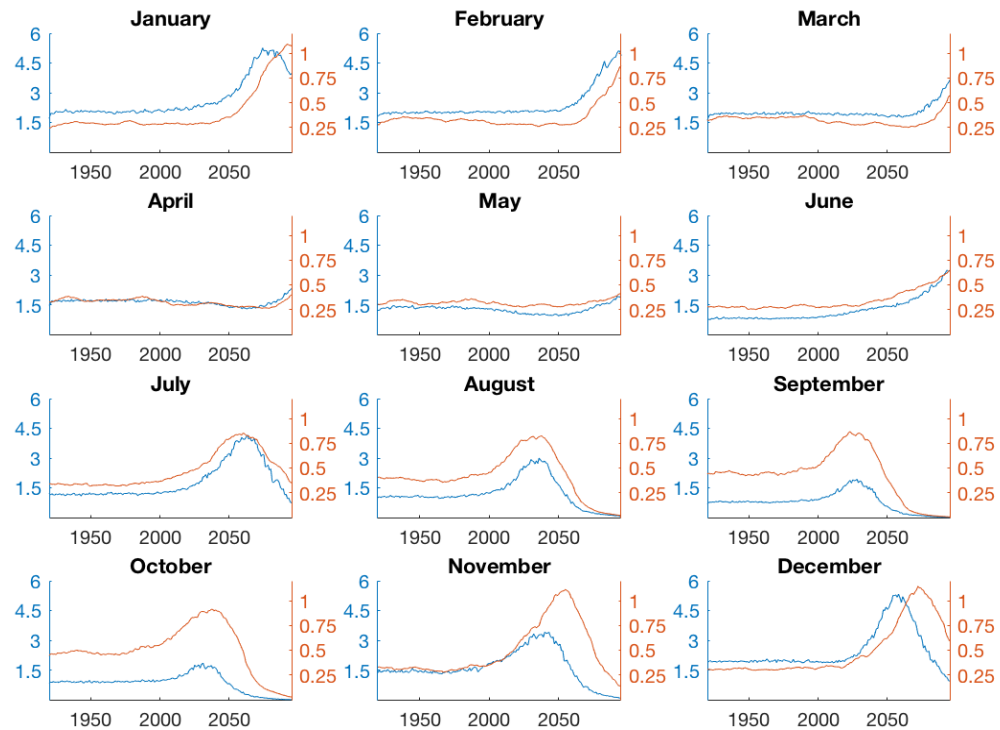 January February March
6 6 6
1 1 1
4.5 4.5 4.5
0.75 0.75 0.75
3 3 3
0.5 0.5 0.5
1.5 0.25 1.5 0.25 1.5 0.25
1950 2000 2050 1950 2000 2050 1950 2000 2050
April May June
6 6 6
1 1 1
4.5 4.5 4.5
0.75 0.75 0.75
3 3 3
0.5 0.5 0.5
1.5 0.25 1.5 0.25 1.5 0.25
1950 2000 2050 1950 2000 2050 1950 2000 2050
July August September
6 6 6
1 1 1
4.5 4.5 4.5
0.75 0.75 0.75
3 3 3
0.5 0.5 0.5
1.5 0.25 1.5 0.25 1.5 0.25
1950 2000 2050 1950 2000 2050 1950 2000 2050
October November December
6 6 6
1 1 1
4.5 4.5 4.5
0.75 0.75 0.75
3 3 3
0.5 0.5 0.5
1.5 0.25 1.5 0.25 1.5 0.25
1950 2000 2050 1950 2000 2050 1950 2000 2050